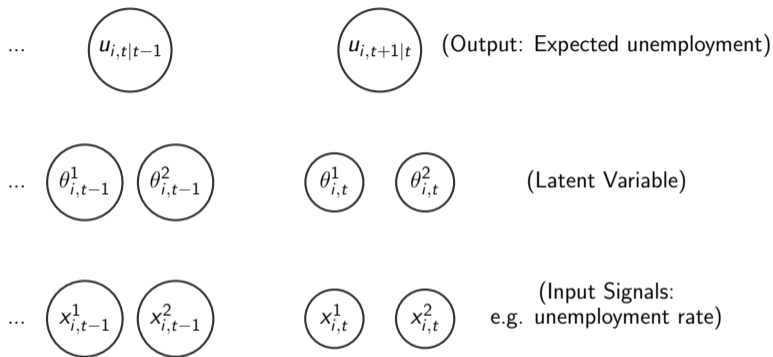 ... u_{i,t|t−1} u_{i,t+1|t} (Output: Expected unemployment)
... θ^1_{i,t−1} θ^2_{i,t−1} θ^1_{i,t} θ^2_{i,t} (Latent Variable)
(Input Signals:
... x^1_{i,t−1} x^2_{i,t−1} x^1_{i,t} x^2_{i,t} e.g. unemployment rate)